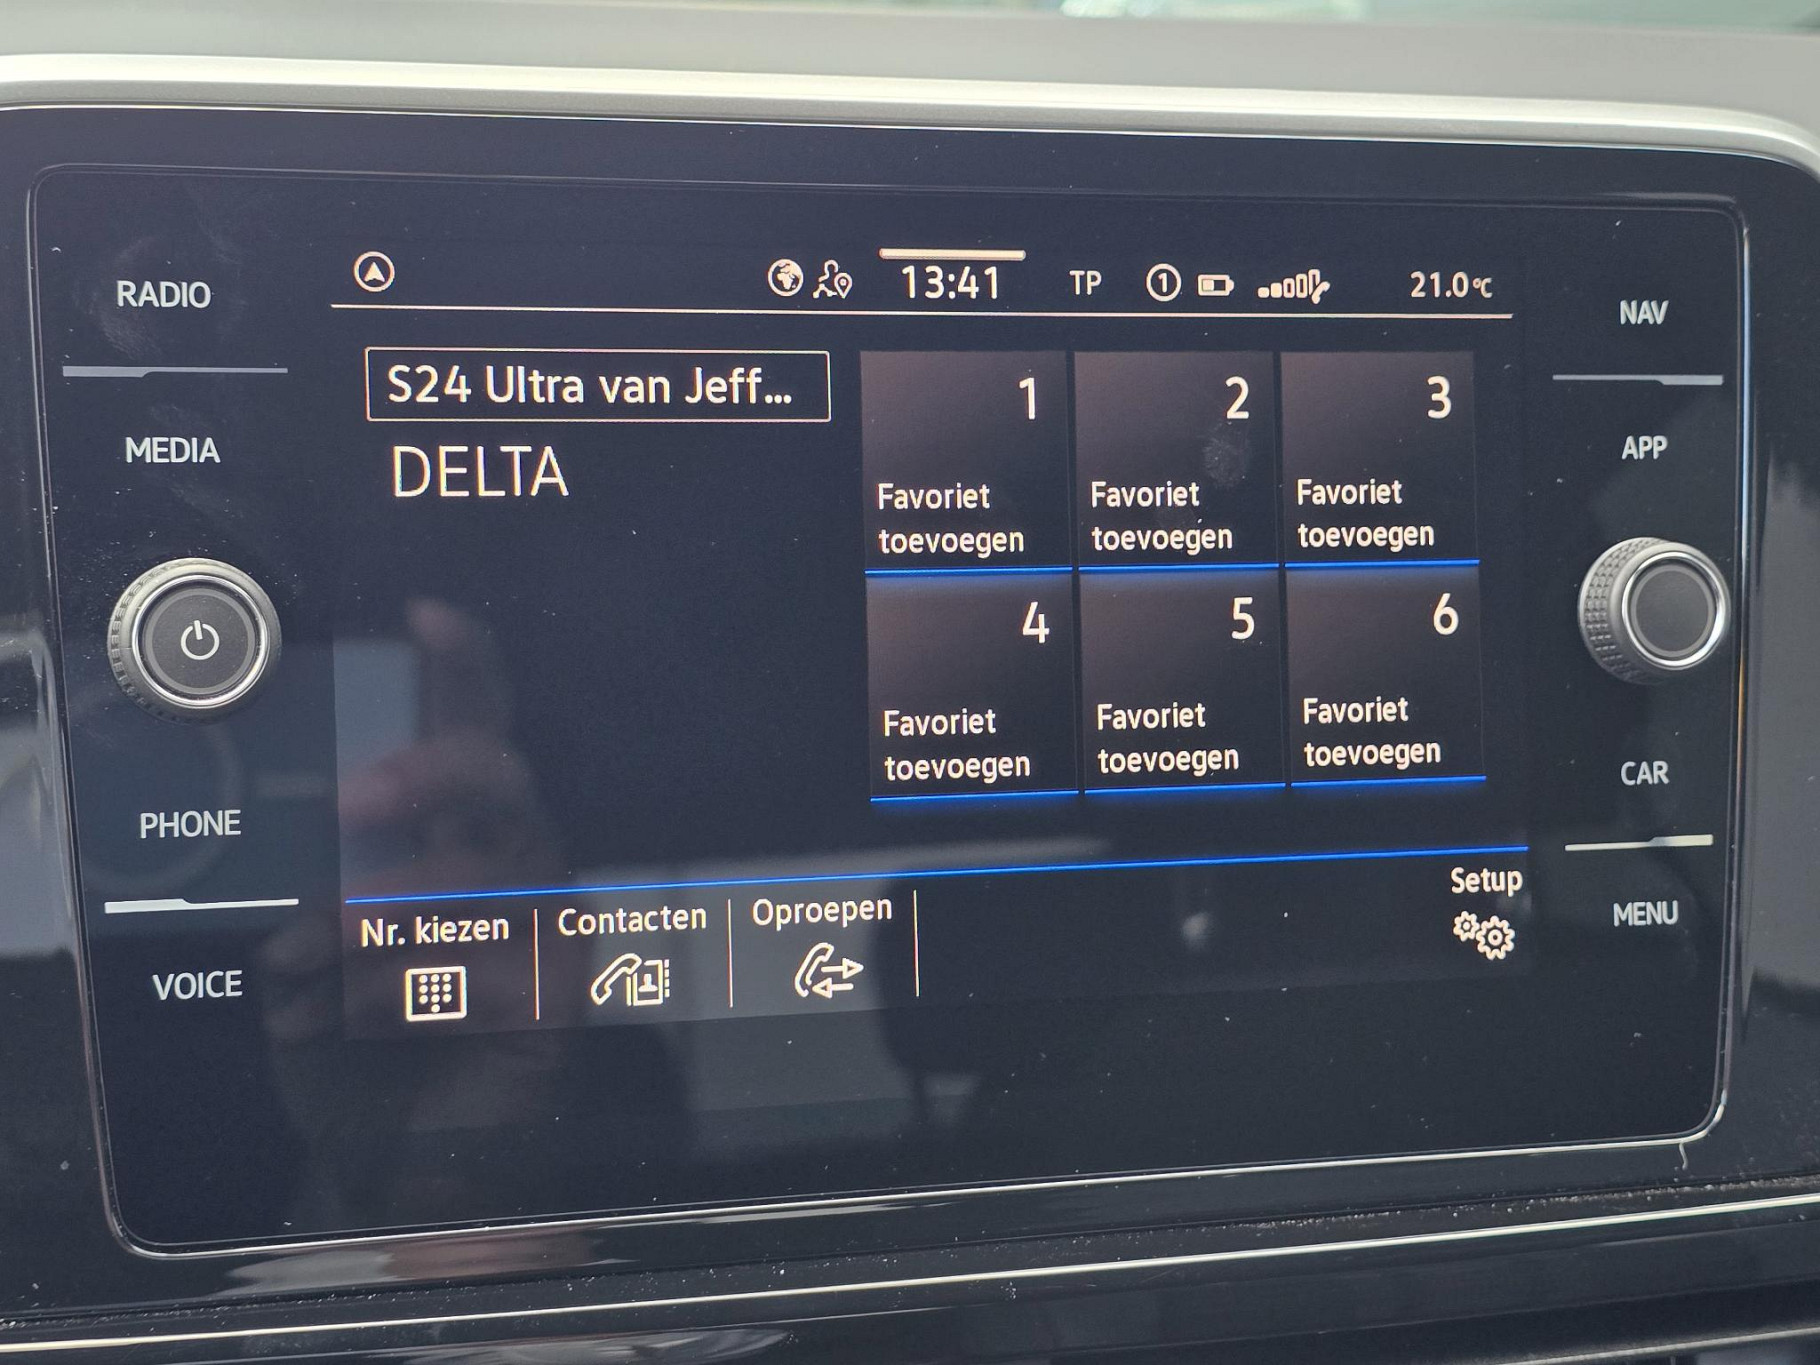 RADIO
MEDIA
PHONE
VOICE
13:41
TP
1
21.0°C
S24 Ultra van Jeff...
DELTA
1
Favoriet
toevoegen
2
Favoriet
toevoegen
3
Favoriet
toevoegen
4
Favoriet
toevoegen
5
Favoriet
toevoegen
6
Favoriet
toevoegen
Nr. kiezen
Contacten
Oproepen
Setup
NAV
APP
CAR
MENU